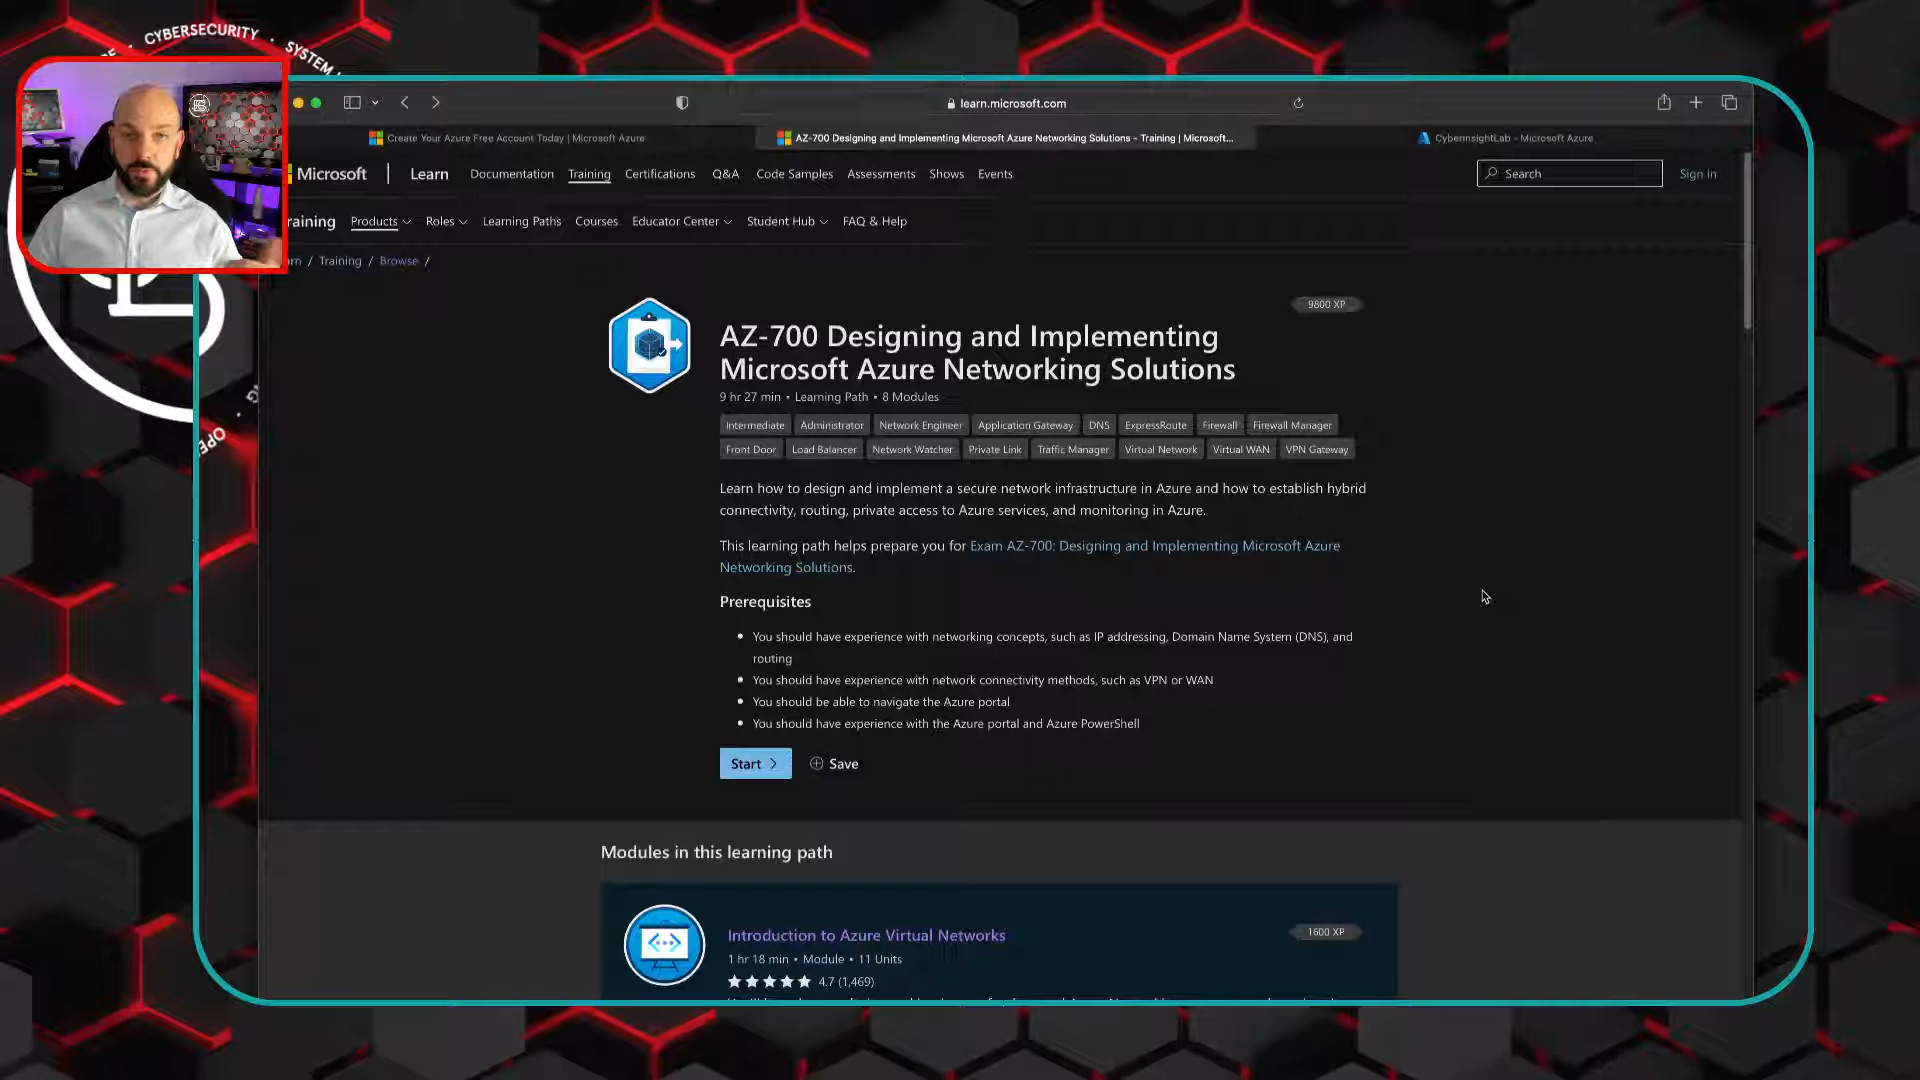 CYBERSECURITY
SYSTEM
learn.microsoft.com
Create Your Azure Free Account Today | Microsoft Azure
AZ-700 Designing and Implementing Microsoft Azure Networking Solutions - Training | Microsoft...
CyberInsightLab - Microsoft Azure
Microsoft
Learn
Documentation
Training
Certifications
Q&A
Code Samples
Assessments
Shows
Events
Search
Sign in
raining
Products
Roles
Learning Paths
Courses
Educator Center
Student Hub
FAQ & Help
rn / Training / Browse /
9800 XP
AZ-700 Designing and Implementing
Microsoft Azure Networking Solutions
9 hr 27 min • Learning Path • 8 Modules
Intermediate Administrator Network Engineer Application Gateway DNS ExpressRoute Firewall Firewall Manager
Front Door Load Balancer Network Watcher Private Link Traffic Manager Virtual Network Virtual WAN VPN Gateway
Learn how to design and implement a secure network infrastructure in Azure and how to establish hybrid
connectivity, routing, private access to Azure services, and monitoring in Azure.
This learning path helps prepare you for Exam AZ-700: Designing and Implementing Microsoft Azure
Networking Solutions.
Prerequisites
• You should have experience with networking concepts, such as IP addressing, Domain Name System (DNS), and
routing
• You should have experience with network connectivity methods, such as VPN or WAN
• You should be able to navigate the Azure portal
• You should have experience with the Azure portal and Azure PowerShell
Start
Save
Modules in this learning path
Introduction to Azure Virtual Networks
1600 XP
1 hr 18 min • Module • 11 Units
4.7 (1,469)